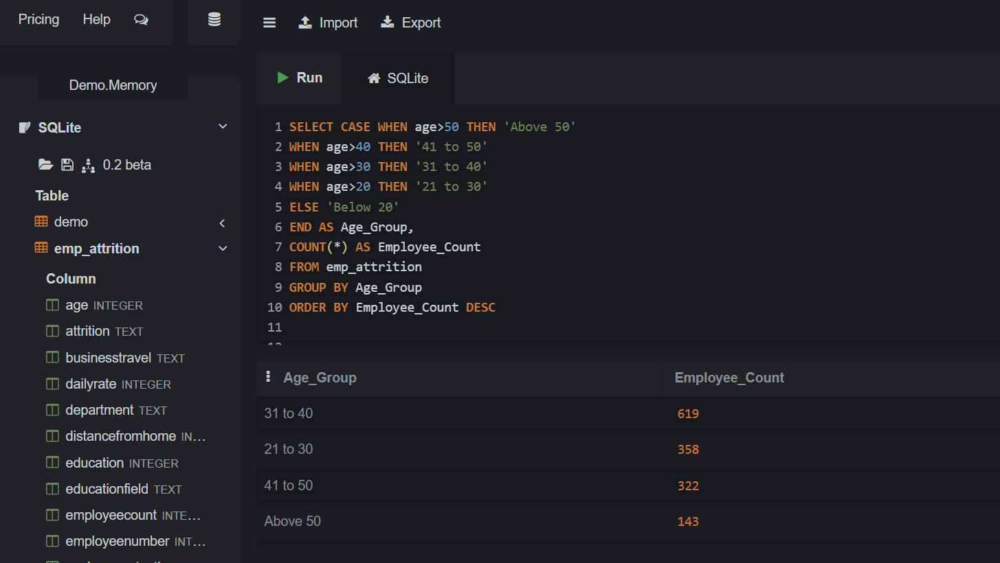 Pricing Help
Import Export
Run SQLite
Demo.Memory
SQLite
0.2 beta
Table
demo
emp_attrition
Column
age INTEGER
attrition TEXT
businesstravel TEXT
dailyrate INTEGER
department TEXT
distancefromhome IN...
education INTEGER
educationfield TEXT
employeecount INTE...
employeenumber INT...
1 SELECT CASE WHEN age>50 THEN 'Above 50'
2 WHEN age>40 THEN '41 to 50'
3 WHEN age>30 THEN '31 to 40'
4 WHEN age>20 THEN '21 to 30'
5 ELSE 'Below 20'
6 END AS Age_Group,
7 COUNT(*) AS Employee_Count
8 FROM emp_attrition
9 GROUP BY Age_Group
10 ORDER BY Employee_Count DESC
11
Age_Group Employee_Count
31 to 40 619
21 to 30 358
41 to 50 322
Above 50 143